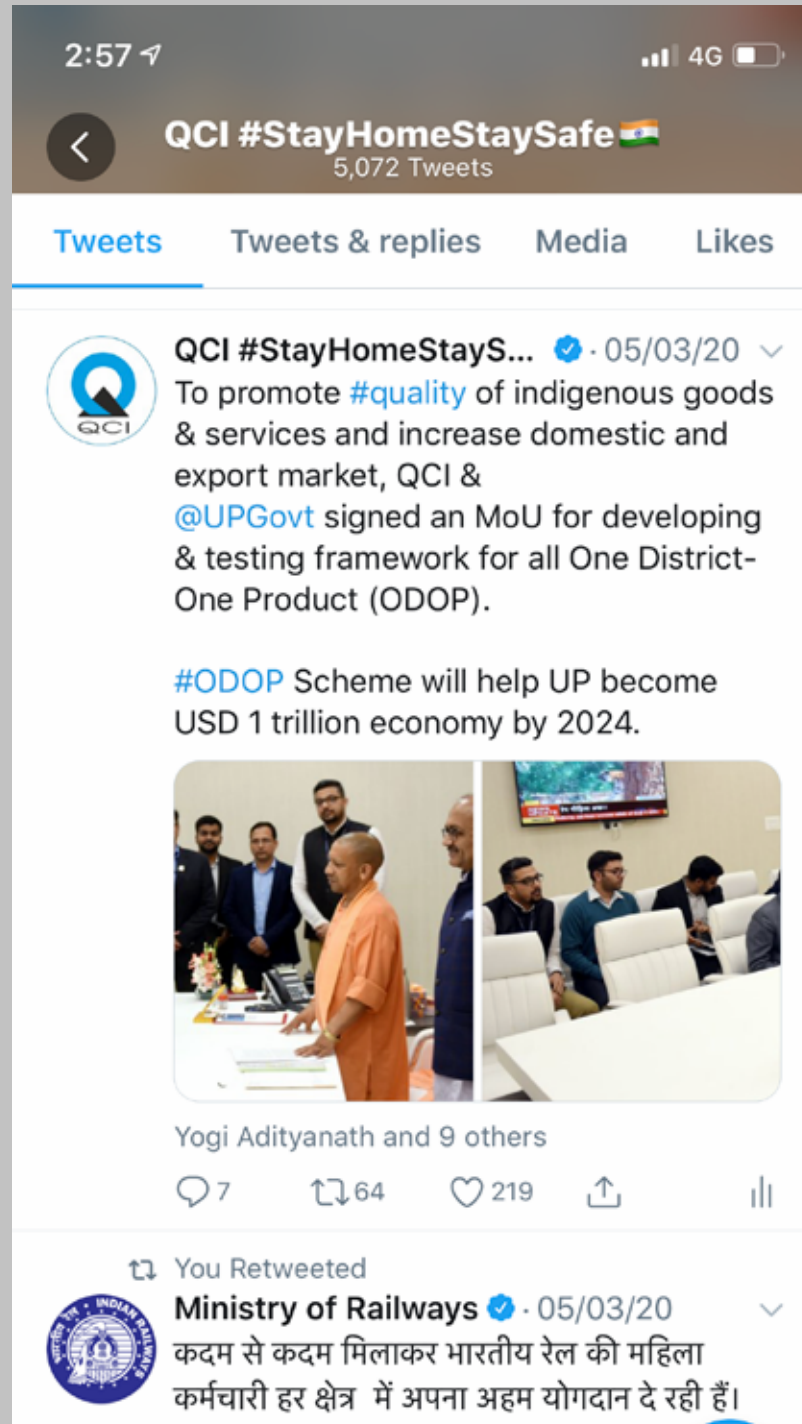 2:57
4G
QCI #StayHomeStaySafe🇮🇳
5,072 Tweets
Tweets
Tweets & replies
Media
Likes
QCI #StayHomeStayS... · 05/03/20
QCI
To promote #quality of indigenous goods
& services and increase domestic and
export market, QCI &
@UPGovt signed an MoU for developing
& testing framework for all One District-
One Product (ODOP).
#ODOP Scheme will help UP become
USD 1 trillion economy by 2024.
Yogi Adityanath and 9 others
7
64
219
You Retweeted
Ministry of Railways · 05/03/20
भारतीय रेल • INDIAN RAILWAYS
कदम से कदम मिलाकर भारतीय रेल की महिला
कर्मचारी हर क्षेत्र में अपना अहम योगदान दे रही हैं।